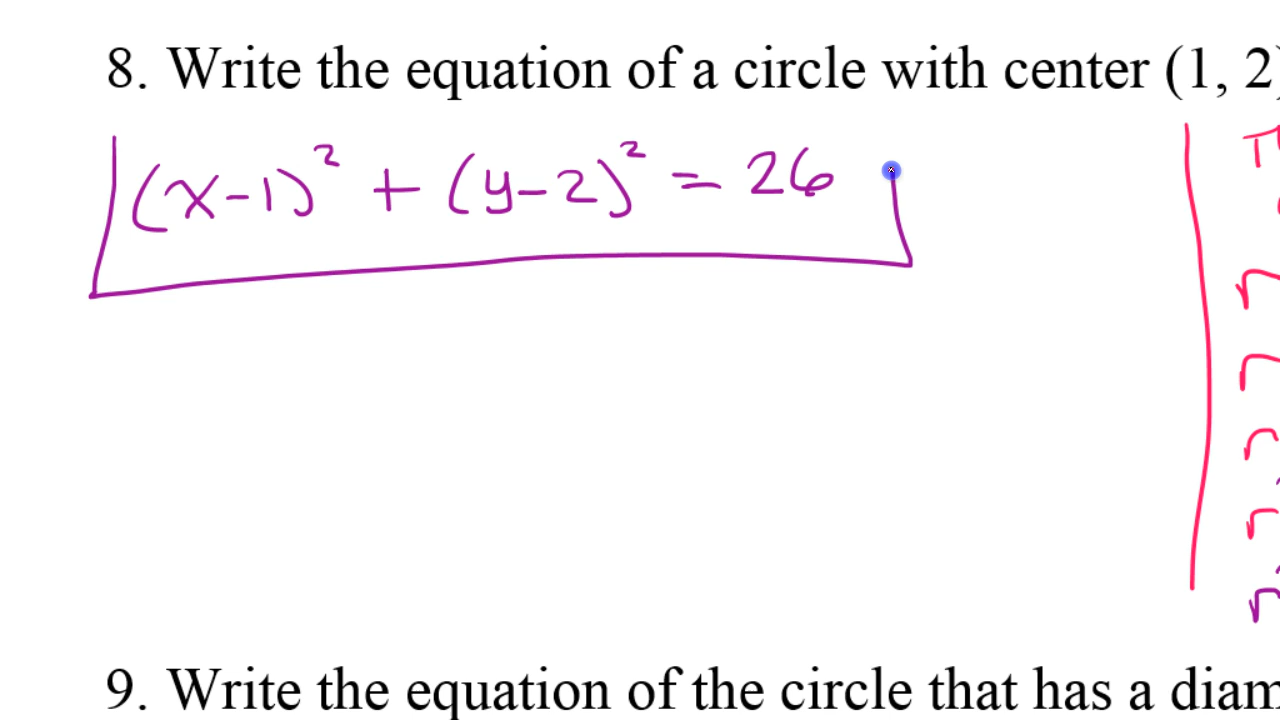 8. Write the equation of a circle with center (1, 2)
(x-1)² + (y-2)² = 26
r
r
r
r
r
9. Write the equation of the circle that has a diam